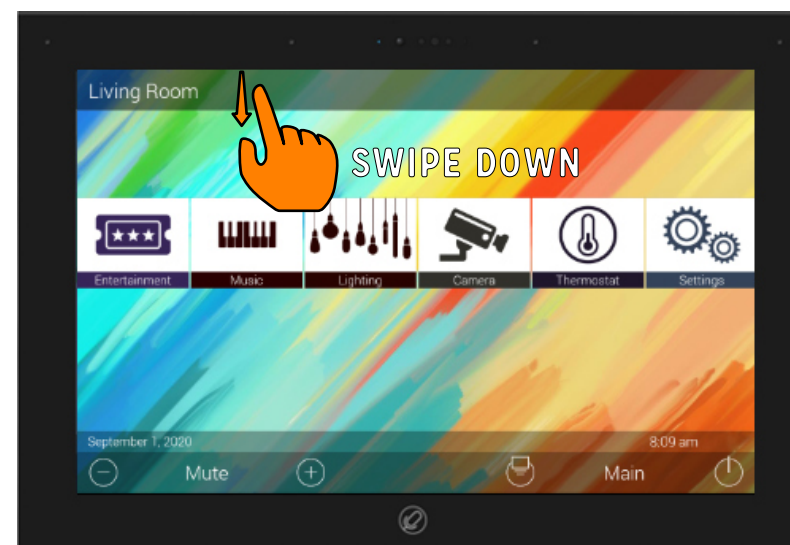 Living Room
SWIPE DOWN
Entertainment Music Lighting Camera Thermostat Settings
September 1, 2020 8:09 am
Mute Main